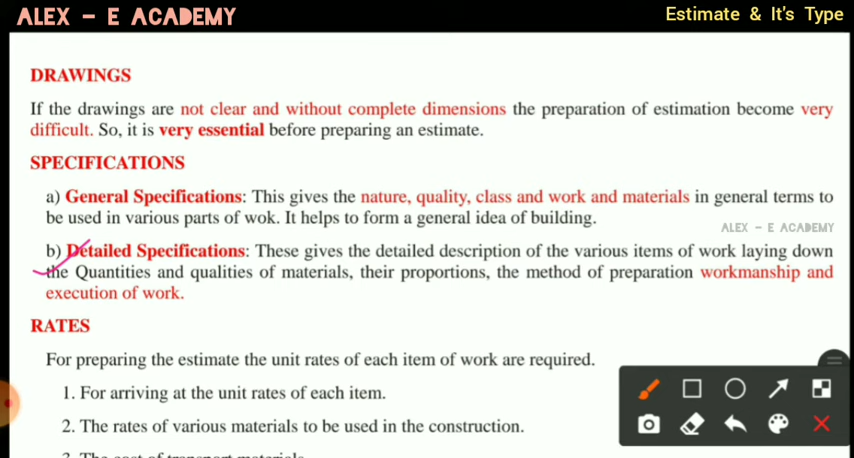 ALEX - E ACADEMY
Estimate & It's Type
DRAWINGS
If the drawings are not clear and without complete dimensions the preparation of estimation become very
difficult. So, it is very essential before preparing an estimate.
SPECIFICATIONS
a) General Specifications: This gives the nature, quality, class and work and materials in general terms to
be used in various parts of wok. It helps to form a general idea of building.
ALEX - E ACADEMY
b) Detailed Specifications: These gives the detailed description of the various items of work laying down
the Quantities and qualities of materials, their proportions, the method of preparation workmanship and
execution of work.
RATES
For preparing the estimate the unit rates of each item of work are required.
1. For arriving at the unit rates of each item.
2. The rates of various materials to be used in the construction.
3. The cost of transport materials.